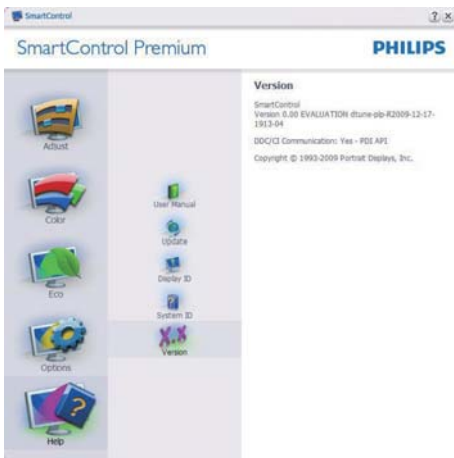 SmartControl
SmartControl Premium
PHILIPS
Adjust
Color
Eco
Options
Help
User Manual
Update
Display ID
System ID
X.X
Version
Version
SmartControl
Version 0.00 EVALUATION dtune-plp-R2009-12-17-
1913-04
DDC/CI Communication: Yes - PDI API
Copyright © 1993-2009 Portrait Displays, Inc.